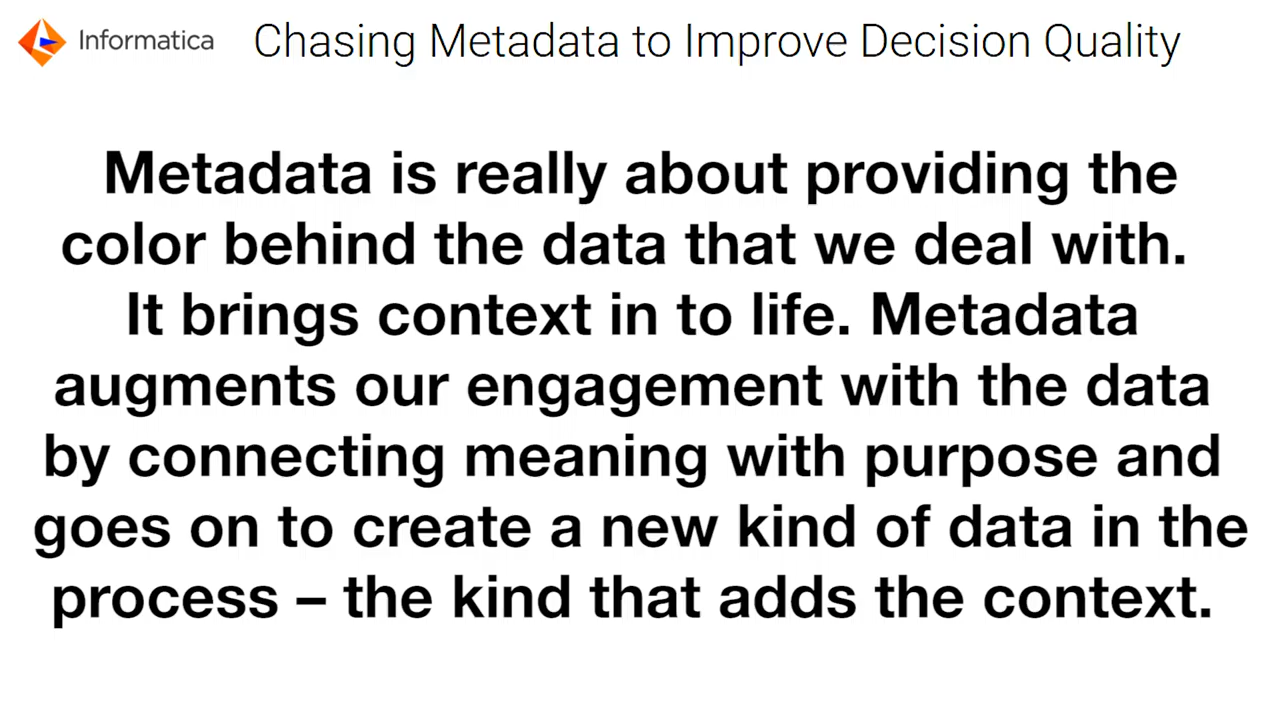 Informatica
Chasing Metadata to Improve Decision Quality
Metadata is really about providing the
color behind the data that we deal with.
It brings context in to life. Metadata
augments our engagement with the data
by connecting meaning with purpose and
goes on to create a new kind of data in the
process – the kind that adds the context.